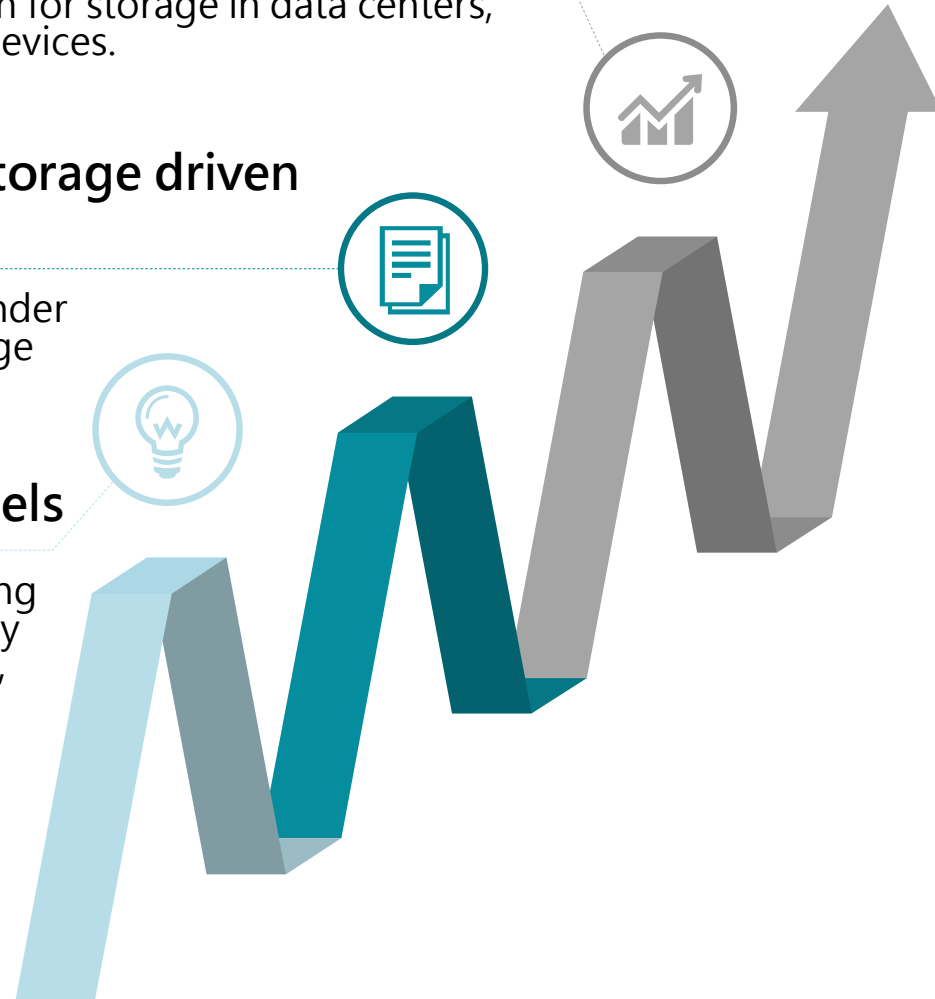 for storage in data centers,
evices.
torage driven
nder
ge
els
ng
y